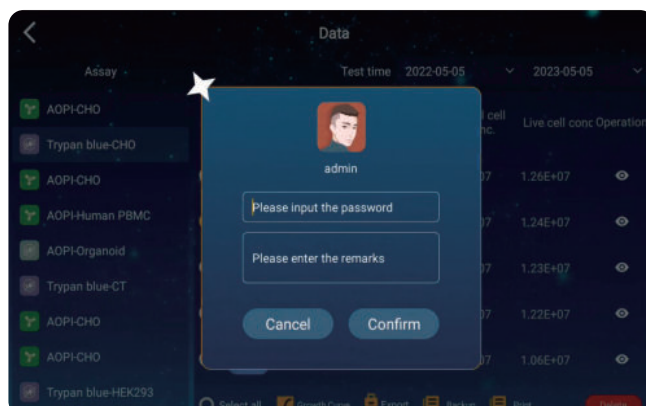 Data
Assay
Test time 2022-05-05 2023-05-05
AOPI-CHO
Trypan blue-CHO
AOPI-CHO
AOPI-Human PBMC
AOPI-Organoid
Trypan blue-CT
AOPI-CHO
AOPI-CHO
Trypan blue-HEK293
admin
Please input the password
Please enter the remarks
Cancel Confirm
cell
Live cell conc Operation
1.26E+07
1.24E+07
1.23E+07
1.22E+07
1.06E+07
Select all Growth Curve Export Backup Print Delete